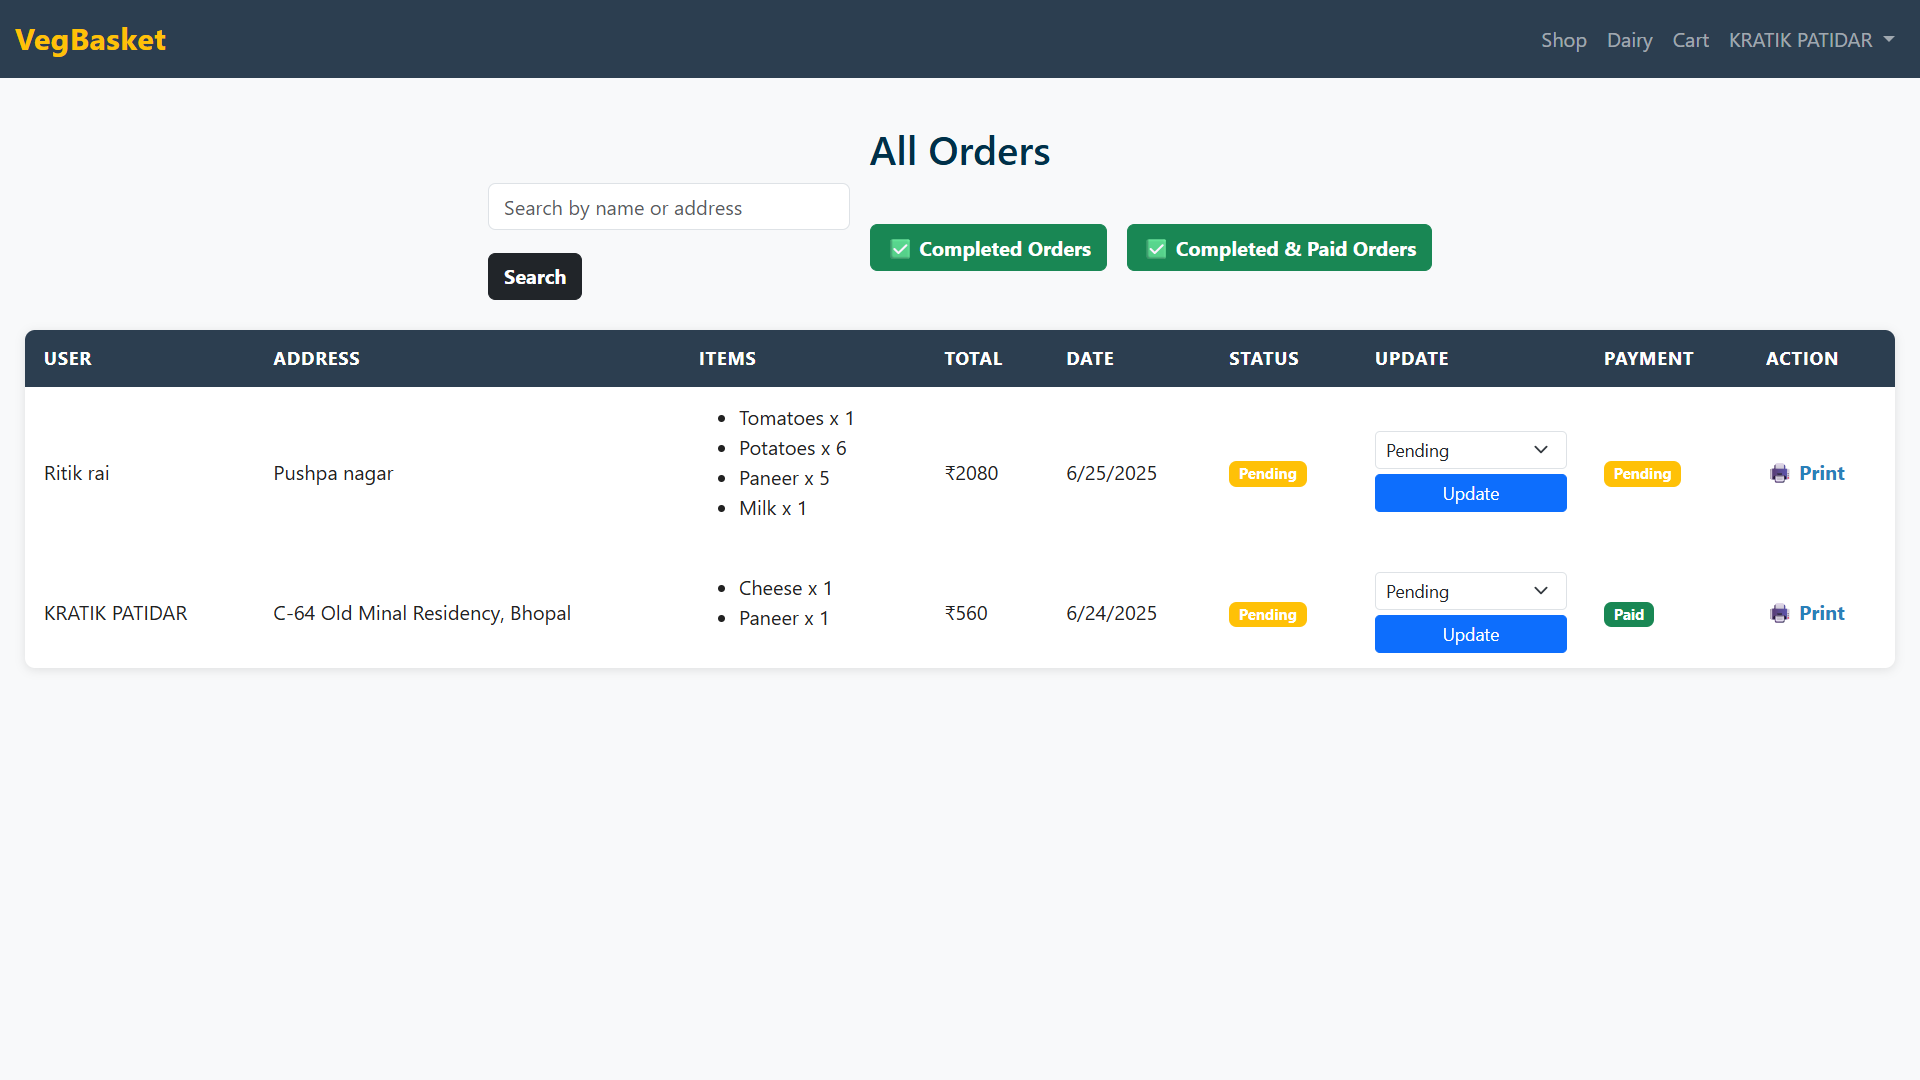 VegBasket
Shop Dairy Cart KRATIK PATIDAR
All Orders
Search by name or address
Search
✅ Completed Orders
✅ Completed & Paid Orders
USER ADDRESS ITEMS TOTAL DATE STATUS UPDATE PAYMENT ACTION
Ritik rai
Pushpa nagar
• Tomatoes x 1
• Potatoes x 6
• Paneer x 5
• Milk x 1
₹2080
6/25/2025
Pending
Pending
Update
Pending
🖨️ Print
KRATIK PATIDAR
C-64 Old Minal Residency, Bhopal
• Cheese x 1
• Paneer x 1
₹560
6/24/2025
Pending
Pending
Update
Paid
🖨️ Print